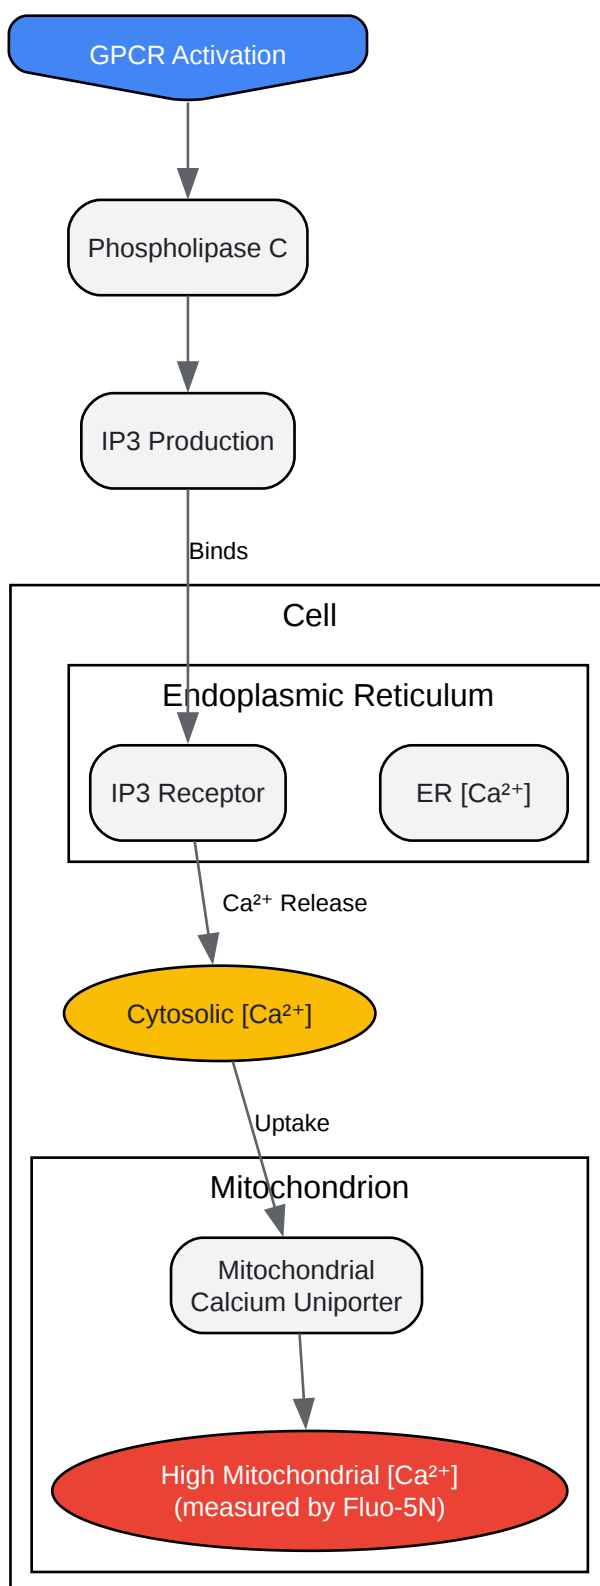 GPCR Activation
Phospholipase C
IP3 Production
Binds
Cell
Endoplasmic Reticulum
IP3 Receptor
ER [Ca²⁺]
Ca²⁺ Release
Cytosolic [Ca²⁺]
Uptake
Mitochondrion
Mitochondrial
Calcium Uniporter
High Mitochondrial [Ca²⁺]
(measured by Fluo-5N)